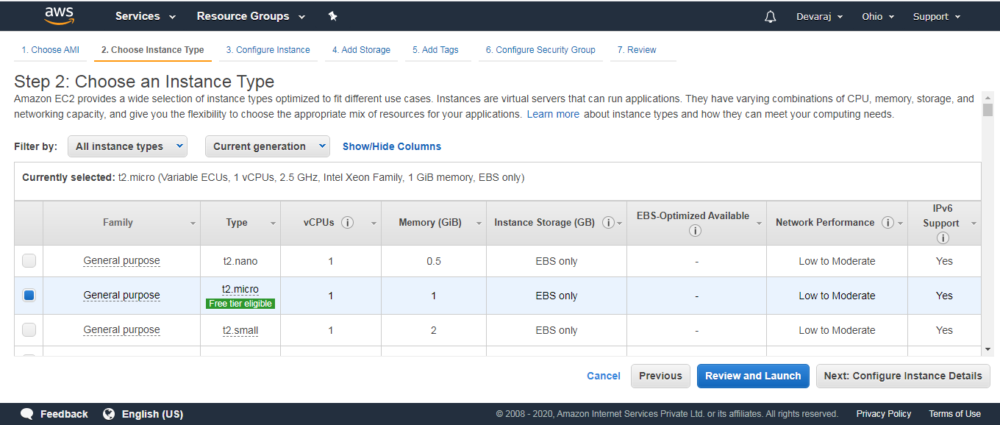 aws Services Resource Groups Devaraj Ohio Support
1. Choose AMI 2. Choose Instance Type 3. Configure Instance 4. Add Storage 5. Add Tags 6. Configure Security Group 7. Review
Step 2: Choose an Instance Type
Amazon EC2 provides a wide selection of instance types optimized to fit different use cases. Instances are virtual servers that can run applications. They have varying combinations of CPU, memory, storage, and
networking capacity, and give you the flexibility to choose the appropriate mix of resources for your applications. Learn more about instance types and how they can meet your computing needs.
Filter by: All instance types Current generation Show/Hide Columns
Currently selected: t2.micro (Variable ECUs, 1 vCPUs, 2.5 GHz, Intel Xeon Family, 1 GiB memory, EBS only)
Family Type vCPUs i Memory (GiB) Instance Storage (GB) i EBS-Optimized Available i Network Performance i IPv6 Support i
General purpose t2.nano 1 0.5 EBS only - Low to Moderate Yes
General purpose t2.micro Free tier eligible 1 1 EBS only - Low to Moderate Yes
General purpose t2.small 1 2 EBS only - Low to Moderate Yes
Cancel Previous Review and Launch Next: Configure Instance Details
Feedback English (US) © 2008 - 2020, Amazon Internet Services Private Ltd. or its affiliates. All rights reserved. Privacy Policy Terms of Use